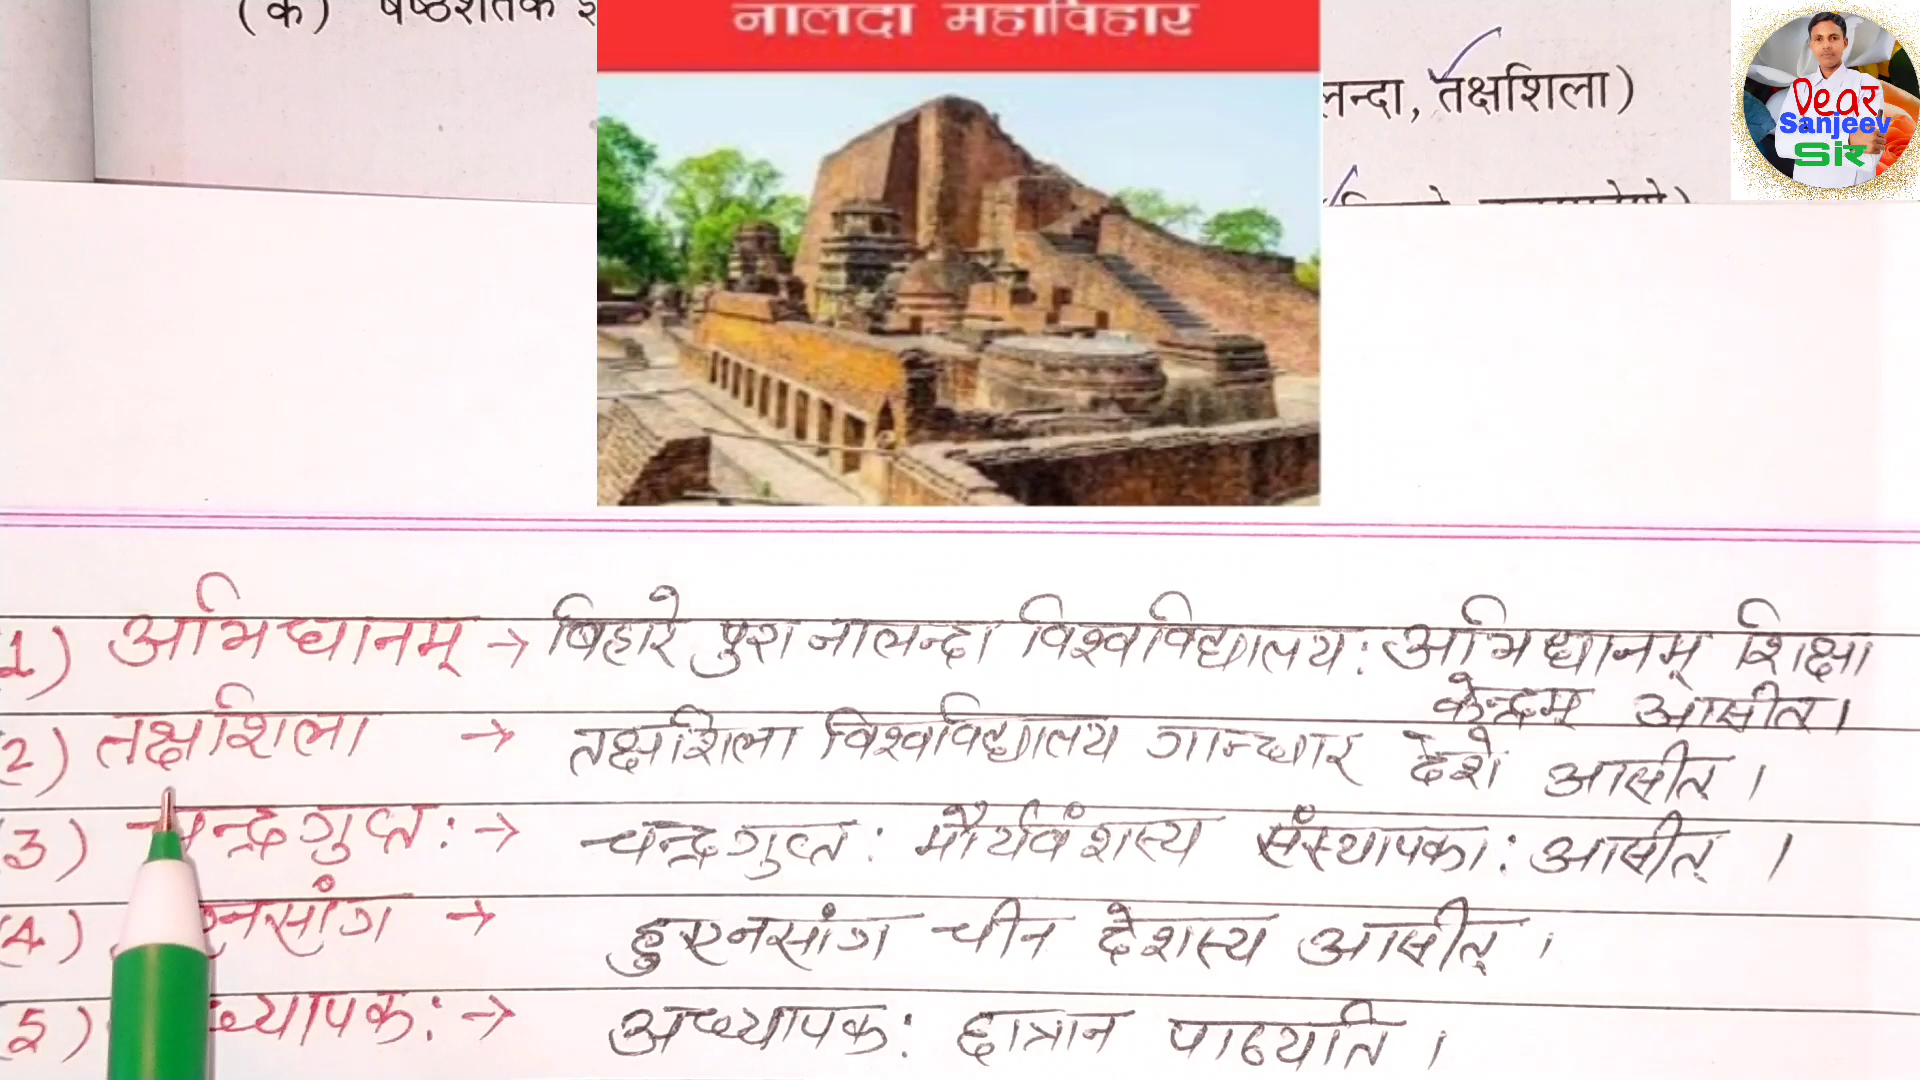 (क) षष्ठशतके
नालंदा महाविहार
लन्दा, तक्षशिला)
Dear
Sanjeev
Sir
(1) अभिधानम् → बिहारे पुरा नालन्दा विश्वविद्यालय: अभिधानम् शिक्षा
केन्द्रम् आसीत् ।
(2) तक्षशिला → तक्षशिला विश्वविद्यालय गान्धार देशे आसीत् ।
(3) चन्द्रगुप्त: → चन्द्रगुप्त: मौर्यवंशस्य संस्थापका: आसीत् ।
(4) एनसांग → हुएनसांग चीन देशस्य आसीत् ।
(5) ध्यापक: → अध्यापक: छात्रान पाठयति ।